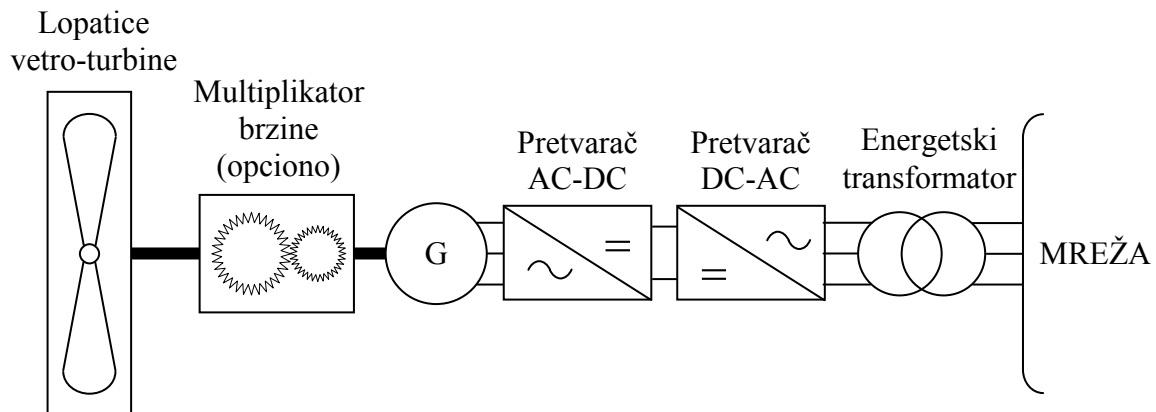 Lopatice
vetro-turbine
Multiplikator
brzine
(opciono)
G
Pretvarač
AC-DC
Pretvarač
DC-AC
Energetski
transformator
MREŽA